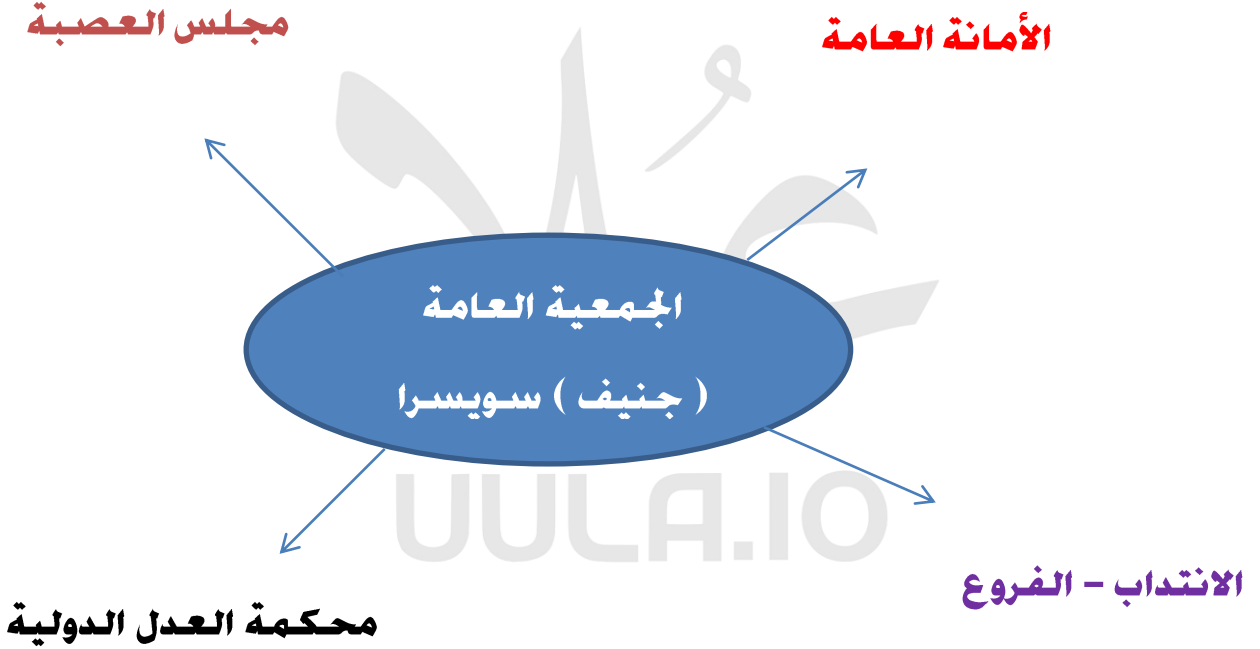 الأمانة العامة
مجلس العصبة
الجمعية العامة
( جنيف ) سويسرا
UULA.IO
الانتداب – الفروع
محكمة العدل الدولية